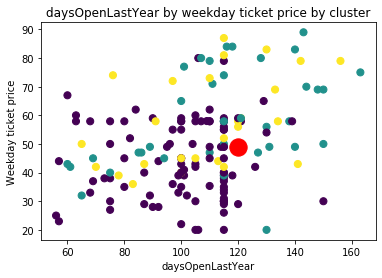 daysOpenLastYear by weekday ticket price by cluster
90
80
70
60
50
40
30
20
Weekday ticket price
60 80 100 120 140 160
daysOpenLastYear